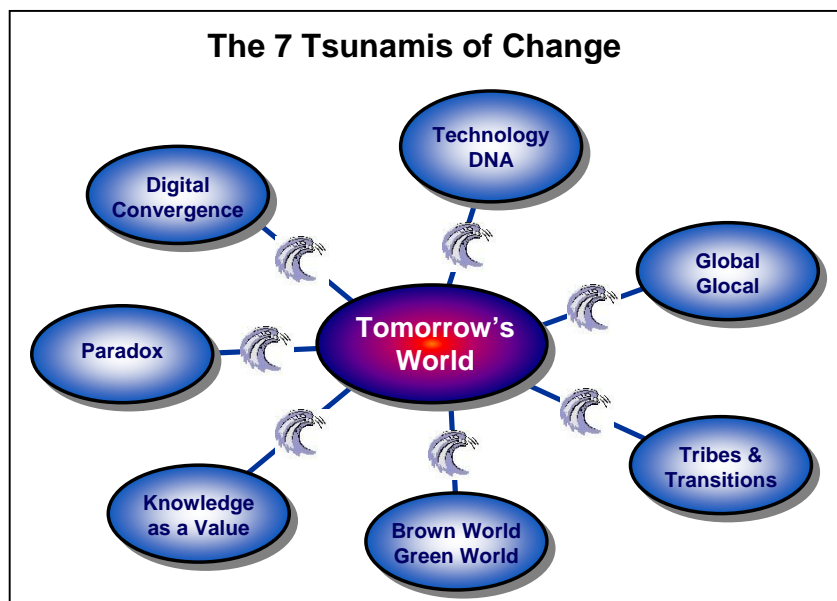 The 7 Tsunamis of Change
Technology
DNA
Digital
Convergence
Global
Glocal
Tomorrow's
World
Paradox
Tribes &
Transitions
Knowledge
as a Value
Brown World
Green World